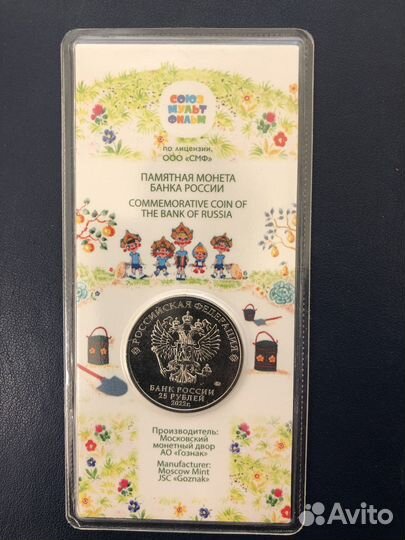 СОЮЗ
МУЛЬТ
ФИЛЬМ
по лицензии,
ООО «СМФ»
ПАМЯТНАЯ МОНЕТА
БАНКА РОССИИ
COMMEMORATIVE COIN OF
THE BANK OF RUSSIA
РОССИЙСКАЯ ФЕДЕРАЦИЯ
БАНК РОССИИ
25 РУБЛЕЙ
2022г.
Производитель:
Московский
монетный двор
АО «Гознак»
Manufacturer:
Moscow Mint
JSC «Goznak»
Avito